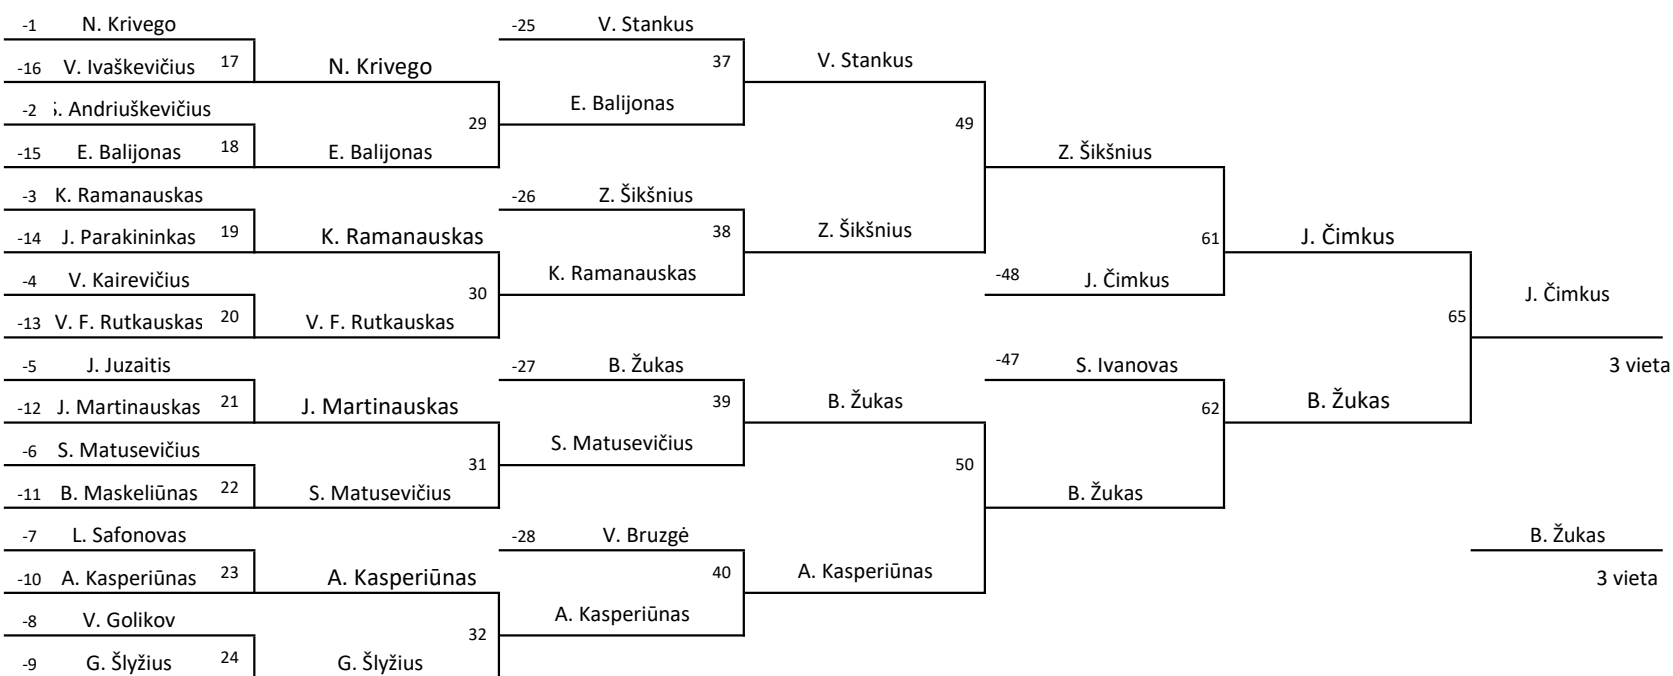 -1 N. Krivego -25 V. Stankus
-16 V. Ivaškevičius 17 N. Krivego 37 V. Stankus
-2 . Andriuškevičius 29 E. Balijonas 49
-15 E. Balijonas 18 E. Balijonas Z. Šikšnius
-3 K. Ramanauskas -26 Z. Šikšnius
-14 J. Parakininkas 19 K. Ramanauskas 38 Z. Šikšnius 61 J. Čimkus
-4 V. Kairevičius 30 K. Ramanauskas -48 J. Čimkus J. Čimkus
-13 V. F. Rutkauskas 20 V. F. Rutkauskas 65
-5 J. Juzaitis -27 B. Žukas -47 S. Ivanovas 3 vieta
-12 J. Martinauskas 21 J. Martinauskas 39 B. Žukas 62 B. Žukas
-6 S. Matusevičius 31 S. Matusevičius 50
-11 B. Maskeliūnas 22 S. Matusevičius B. Žukas
-7 L. Safonovas -28 V. Bruzgė B. Žukas
-10 A. Kasperiūnas 23 A. Kasperiūnas 40 A. Kasperiūnas 3 vieta
-8 V. Golikov 32 A. Kasperiūnas
-9 G. Šlyžius 24 G. Šlyžius